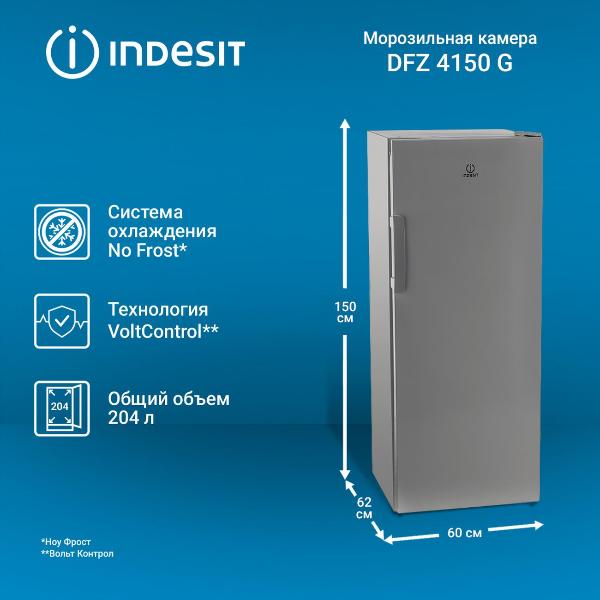 INDESIT
Морозильная камера
DFZ 4150 G
INDESIT
Система
охлаждения
No Frost*
150
см
Технология
VoltControl**
204
Общий объем
204 л
62
см
60 см
*Ноу Фрост
**Вольт Контрол